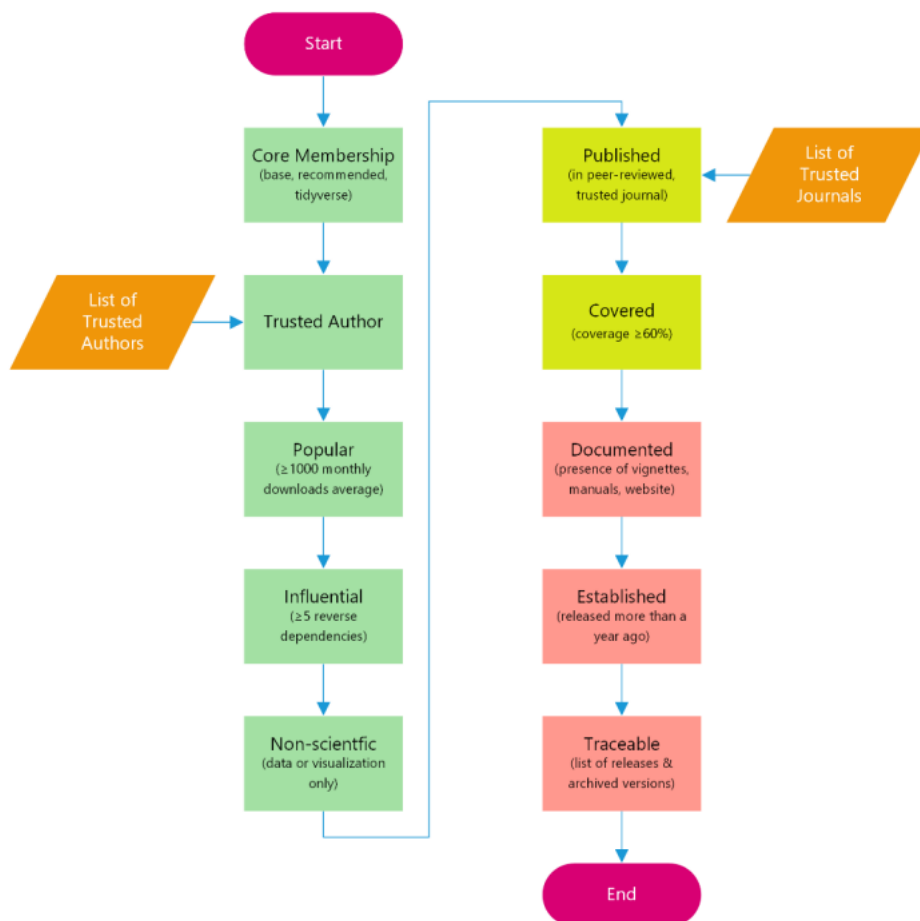 Start
Core Membership
(base, recommended,
tidyverse)
List of
Trusted
Authors
Trusted Author
Popular
(≥1000 monthly
downloads average)
Influential
(≥5 reverse
dependencies)
Non-scientfic
(data or visualization
only)
Published
(in peer-reviewed,
trusted journal)
List of
Trusted
Journals
Covered
(coverage ≥60%)
Documented
(presence of vignettes,
manuals, website)
Established
(released more than a
year ago)
Traceable
(list of releases &
archived versions)
End